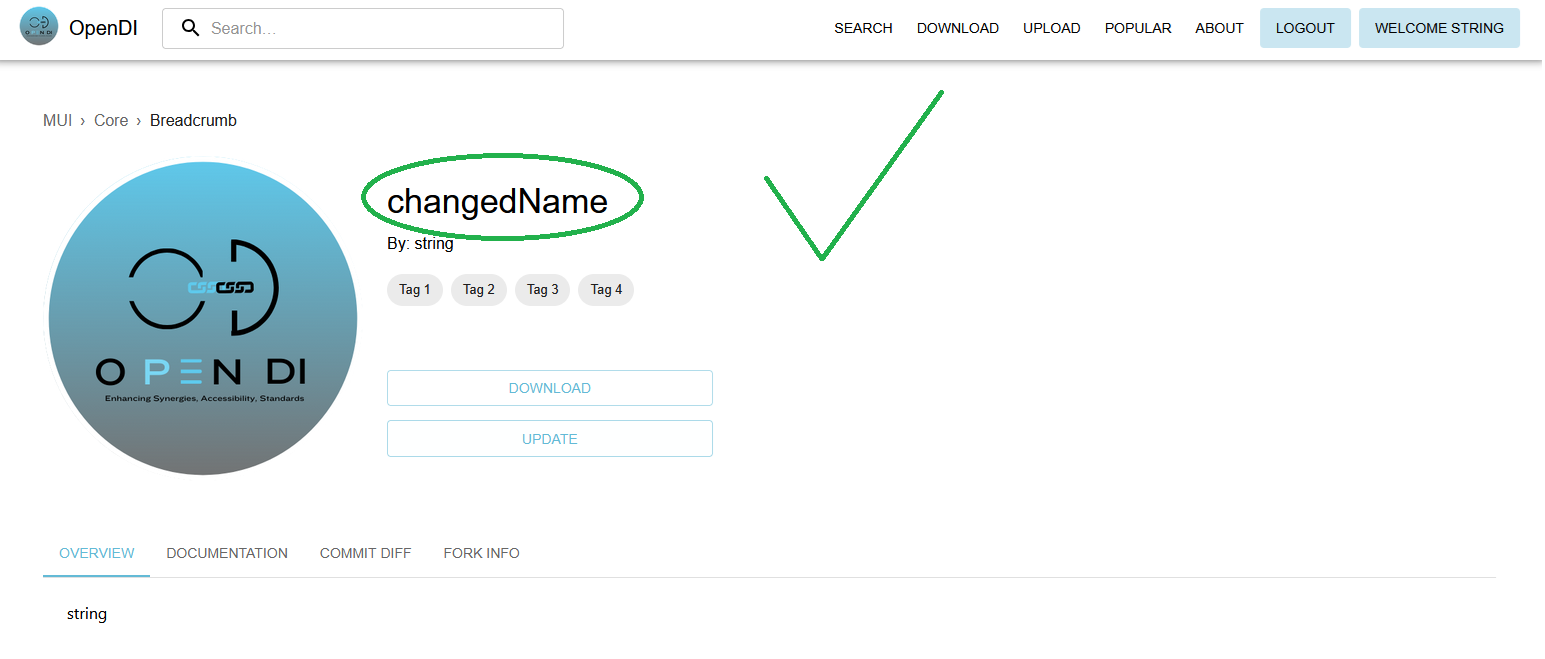 OpenDI Search... SEARCH DOWNLOAD UPLOAD POPULAR ABOUT LOGOUT WELCOME STRING
MUI › Core › Breadcrumb
changedName
By: string
Tag 1 Tag 2 Tag 3 Tag 4
OPEN DI
Enhancing Synergies, Accessibility, Standards
DOWNLOAD
UPDATE
OVERVIEW DOCUMENTATION COMMIT DIFF FORK INFO
string